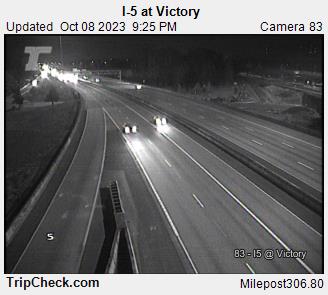 I-5 at Victory
Updated Oct 08 2023 9:25 PM Camera 83
S
83 - I5 @ Victory
TripCheck.com Milepost306.80